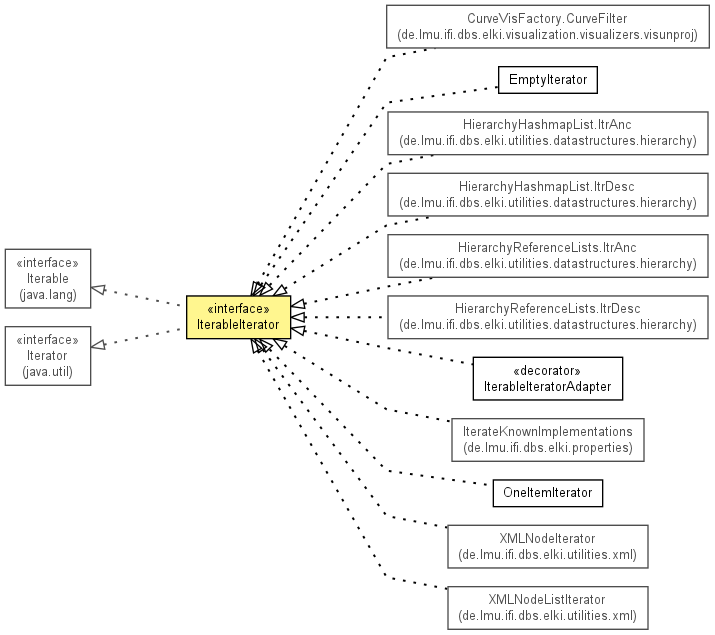 CurveVisFactory.CurveFilter
(de.lmu.ifi.dbs.elki.visualization.visualizers.visunproj)
EmptyIterator
HierarchyHashmapList.ItrAnc
(de.lmu.ifi.dbs.elki.utilities.datastructures.hierarchy)
HierarchyHashmapList.ItrDesc
(de.lmu.ifi.dbs.elki.utilities.datastructures.hierarchy)
HierarchyReferenceLists.ItrAnc
(de.lmu.ifi.dbs.elki.utilities.datastructures.hierarchy)
«interface»
Iterable
(java.lang)
«interface»
IterableIterator
HierarchyReferenceLists.ItrDesc
(de.lmu.ifi.dbs.elki.utilities.datastructures.hierarchy)
«interface»
Iterator
(java.util)
«decorator»
IterableIteratorAdapter
IterateKnownImplementations
(de.lmu.ifi.dbs.elki.properties)
OneItemIterator
XMLNodeIterator
(de.lmu.ifi.dbs.elki.utilities.xml)
XMLNodeListIterator
(de.lmu.ifi.dbs.elki.utilities.xml)